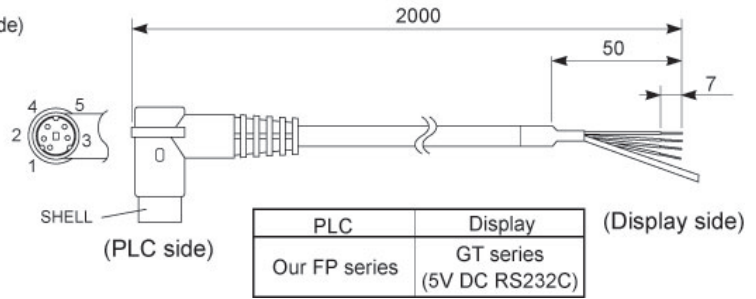 de)
2000
50
7
4 5
2 3
1
SHELL
(PLC side)
(Display side)
PLC Display
Our FP series GT series
(5V DC RS232C)